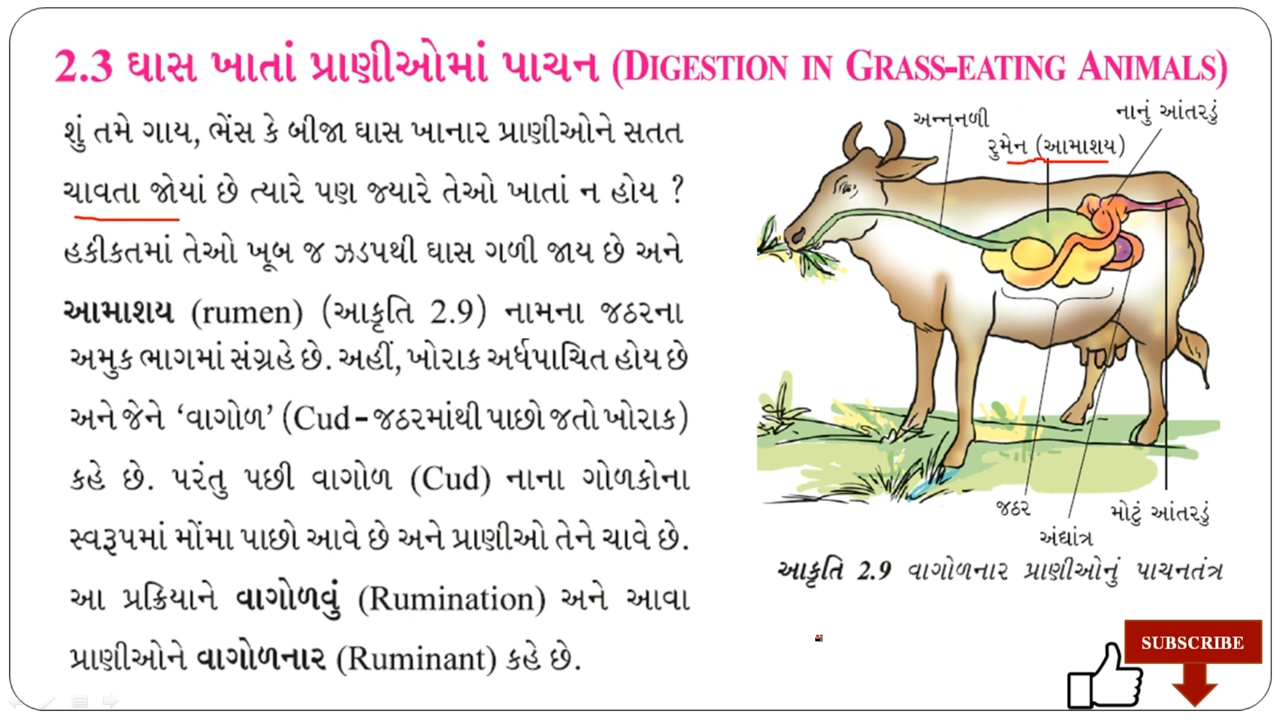 2.3 ઘાસ ખાતાં પ્રાણીઓમાં પાચન (DIGESTION IN GRASS-EATING ANIMALS)
શું તમે ગાય, ભેંસ કે બીજા ઘાસ ખાનાર પ્રાણીઓને સતત
ચાવતા જોયાં છે ત્યારે પણ જ્યારે તેઓ ખાતાં ન હોય ?
હકીકતમાં તેઓ ખૂબ જ ઝડપથી ઘાસ ગળી જાય છે અને
આમાશય (rumen) (આકૃતિ 2.9) નામના જઠરના
અમુક ભાગમાં સંગ્રહે છે. અહીં, ખોરાક અર્ધપાચિત હોય છે
અને જેને ‘વાગોળ’ (Cud-જઠરમાંથી પાછો જતો ખોરાક)
કહે છે. પરંતુ પછી વાગોળ (Cud) નાના ગોળકોના
સ્વરૂપમાં મોંમા પાછો આવે છે અને પ્રાણીઓ તેને ચાવે છે.
આ પ્રક્રિયાને વાગોળવું (Rumination) અને આવા
પ્રાણીઓને વાગોળનાર (Ruminant) કહે છે.
અન્નનળી
નાનું આંતરડું
રુમેન (આમાશય)
જઠર
મોટું આંતરડું
અંધાંત્ર
આકૃતિ 2.9 વાગોળનાર પ્રાણીઓનું પાચનતંત્ર
SUBSCRIBE